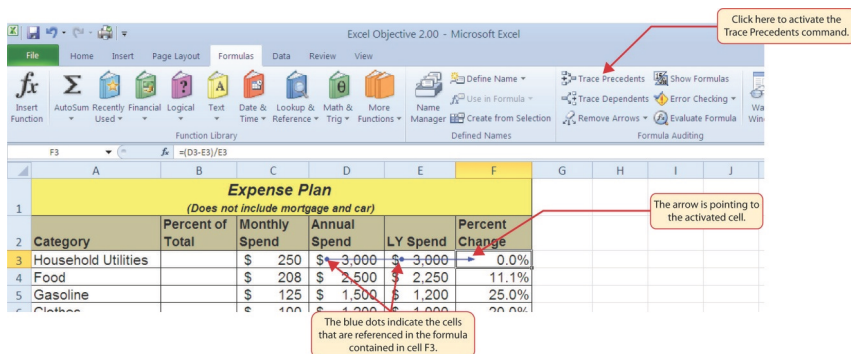 Click here to activate the
Trace Precedents command.
Excel Objective 2.00 - Microsoft Excel
File Home Insert Page Layout Formulas Data Review View
fx Insert Function
Σ AutoSum
Recently Used
Financial
? Logical
A Text
Date & Time
Lookup & Reference
θ Math & Trig
More Functions
Function Library
Name Manager
Define Name
Use in Formula
Create from Selection
Defined Names
Trace Precedents
Trace Dependents
Remove Arrows
Show Formulas
Error Checking
Evaluate Formula
Formula Auditing
F3 fx =(D3-E3)/E3
A B C D E F G H I J
1 Expense Plan
(Does not include mortgage and car)
2 Category Percent of Total Monthly Spend Annual Spend LY Spend Percent Change
3 Household Utilities $ 250 $ 3,000 $ 3,000 0.0%
4 Food $ 208 $ 2,500 $ 2,250 11.1%
5 Gasoline $ 125 $ 1,500 $ 1,200 25.0%
The arrow is pointing to
the activated cell.
The blue dots indicate the cells
that are referenced in the formula
contained in cell F3.